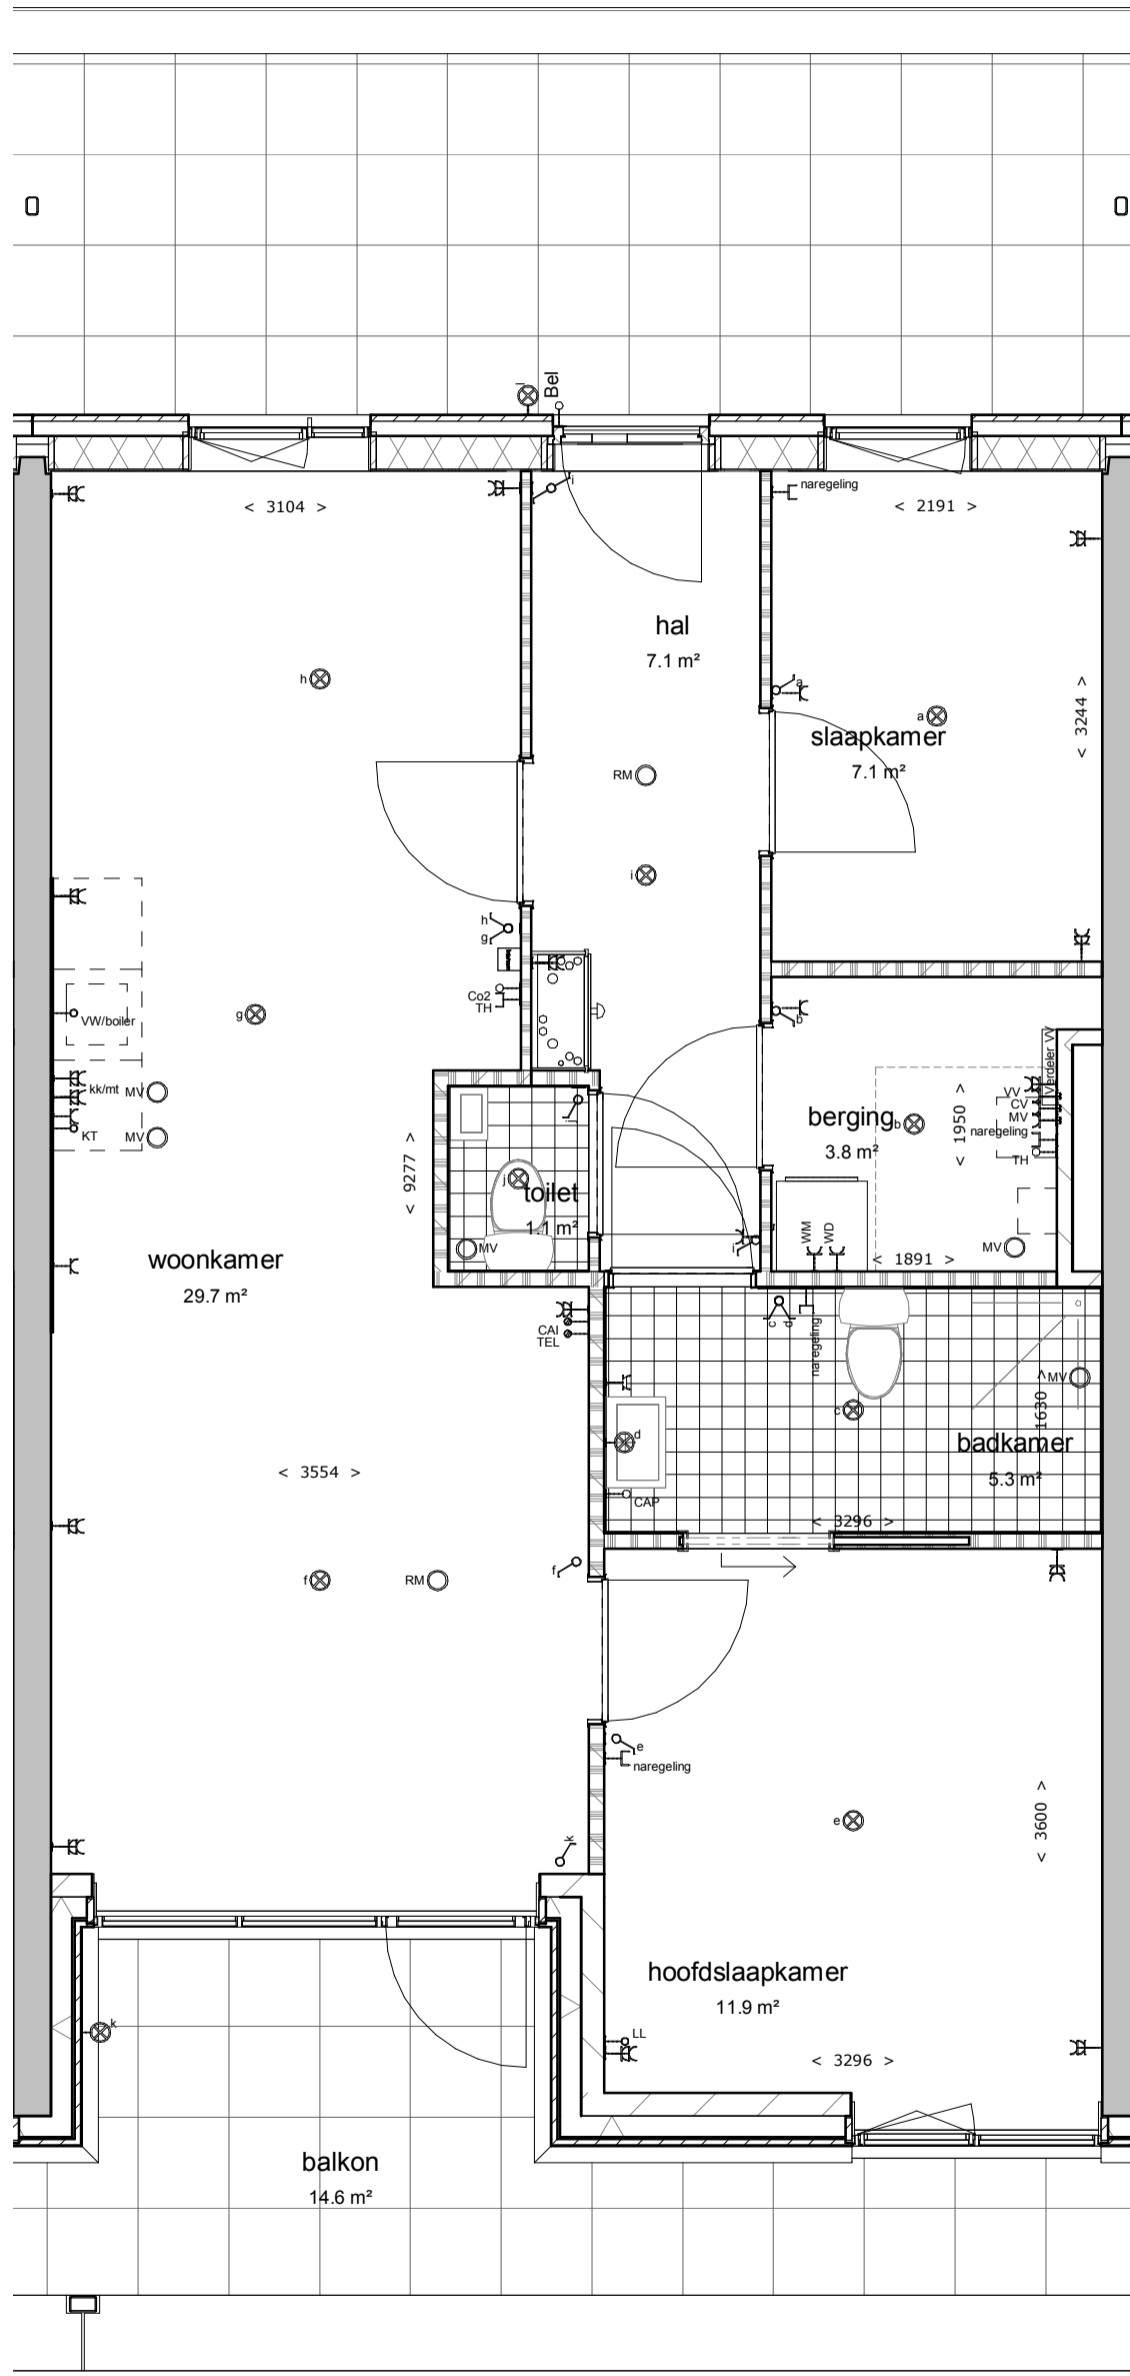 Bel
i
i
naregeling
< 3104 >
< 2191 >
hal
7.1 m²
a
h
a
slaapkamer
7.1 m²
< 3244 >
RM
i
h
g
Co2
TH
g
VW/boiler
b
kk/mt
MV
KT
MV
Verdeler VV
VV
CV
MV
naregeling
TH
berging
b
3.8 m²
< 1950 >
< 9277 >
j
j
toilet
1.1 m²
MV
i
WM
WD
MV
< 1891 >
woonkamer
29.7 m²
CAI
TEL
c
d
naregeling
MV
< 1630 >
c
d
badkamer
5.3 m²
< 3554 >
CAP
< 3296 >
f
f
RM
e
naregeling
e
< 3600 >
k
hoofdslaapkamer
11.9 m²
k
LL
< 3296 >
balkon
14.6 m²